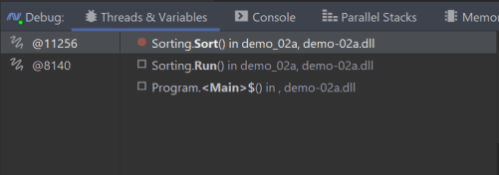 Debug: Threads & Variables Console Parallel Stacks Memor
@11256 Sorting.Sort() in demo_02a, demo-02a.dll
@8140 Sorting.Run() in demo_02a, demo-02a.dll
Program.<Main>$() in , demo-02a.dll